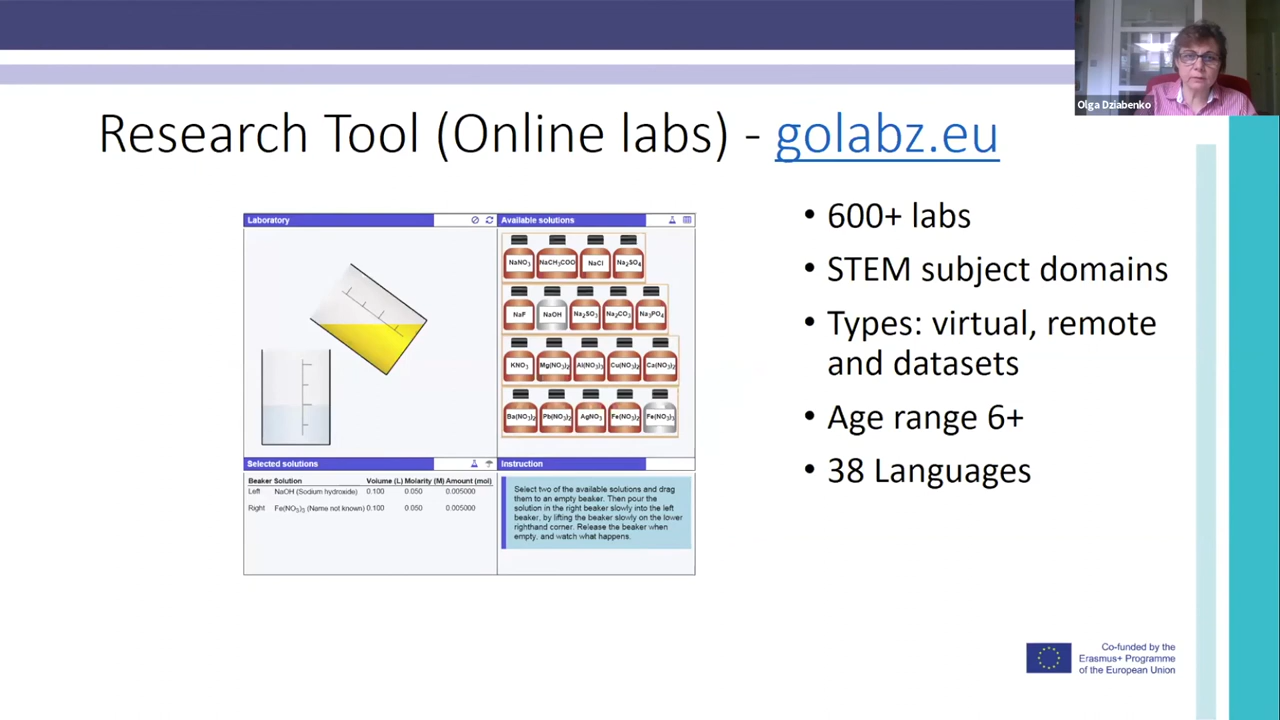 Olga Dziabenko
Research Tool (Online labs) - golabz.eu
Laboratory
Available solutions
NaNO₃ NaCH₃COO NaCl Na₂SO₄
NaF NaOH Na₂SO₃ Na₂CO₃ Na₃PO₄
KNO₃ Mg(NO₃)₂ Al(NO₃)₃ Cu(NO₃)₂ Ca(NO₃)₂
Ba(NO₃)₂ Pb(NO₃)₂ AgNO₃ Fe(NO₃)₂ Fe(NO₃)₃
Selected solutions
Beaker Solution Volume (L) Molarity (M) Amount (mol)
Left NaOH (Sodium hydroxide) 0.100 0.050 0.005000
Right Fe(NO₃)₃ (Name not known) 0.100 0.050 0.005000
Instruction
Select two of the available solutions and drag
them to an empty beaker. Then pour the
solution in the right beaker slowly into the left
beaker, by lifting the beaker slowly on the lower
righthand corner. Release the beaker when
empty, and watch what happens.
• 600+ labs
• STEM subject domains
• Types: virtual, remote
and datasets
• Age range 6+
• 38 Languages
Co-funded by the
Erasmus+ Programme
of the European Union